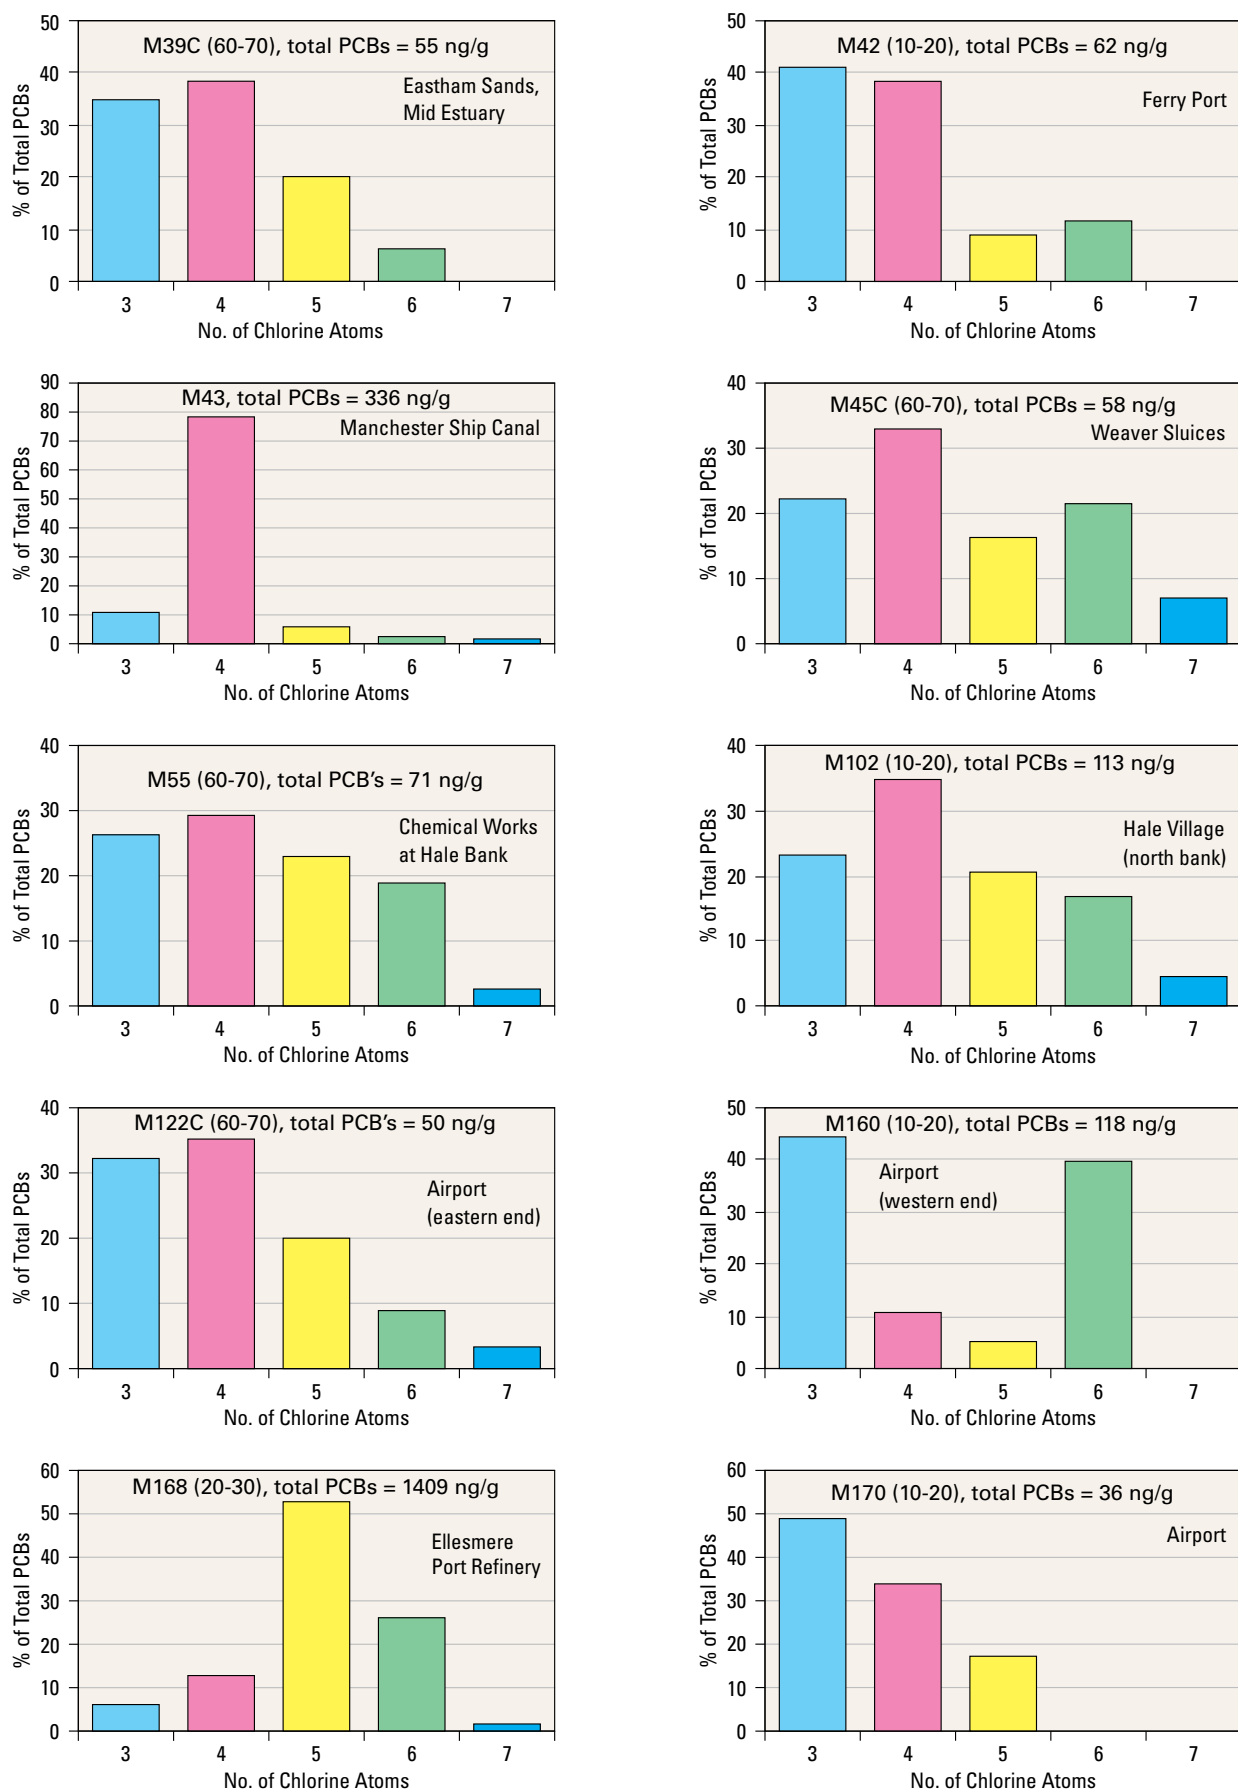 M39C (60-70), total PCBs = 55 ng/g
Eastham Sands,
Mid Estuary
% of Total PCBs
50
40
30
20
10
0
3 4 5 6 7
No. of Chlorine Atoms
M42 (10-20), total PCBs = 62 ng/g
Ferry Port
% of Total PCBs
50
40
30
20
10
0
3 4 5 6 7
No. of Chlorine Atoms
M43, total PCBs = 336 ng/g
Manchester Ship Canal
% of Total PCBs
90
80
70
60
50
40
30
20
10
0
3 4 5 6 7
No. of Chlorine Atoms
M45C (60-70), total PCBs = 58 ng/g
Weaver Sluices
% of Total PCBs
40
30
20
10
0
3 4 5 6 7
No. of Chlorine Atoms
M55 (60-70), total PCB's = 71 ng/g
Chemical Works
at Hale Bank
% of Total PCBs
40
30
20
10
0
3 4 5 6 7
No. of Chlorine Atoms
M102 (10-20), total PCBs = 113 ng/g
Hale Village
(north bank)
% of Total PCBs
40
30
20
10
0
3 4 5 6 7
No. of Chlorine Atoms
M122C (60-70), total PCB's = 50 ng/g
Airport
(eastern end)
% of Total PCBs
40
30
20
10
0
3 4 5 6 7
No. of Chlorine Atoms
M160 (10-20), total PCBs = 118 ng/g
Airport
(western end)
% of Total PCBs
50
40
30
20
10
0
3 4 5 6 7
No. of Chlorine Atoms
M168 (20-30), total PCBs = 1409 ng/g
Ellesmere
Port Refinery
% of Total PCBs
60
50
40
30
20
10
0
3 4 5 6 7
No. of Chlorine Atoms
M170 (10-20), total PCBs = 36 ng/g
Airport
% of Total PCBs
60
50
40
30
20
10
0
3 4 5 6 7
No. of Chlorine Atoms